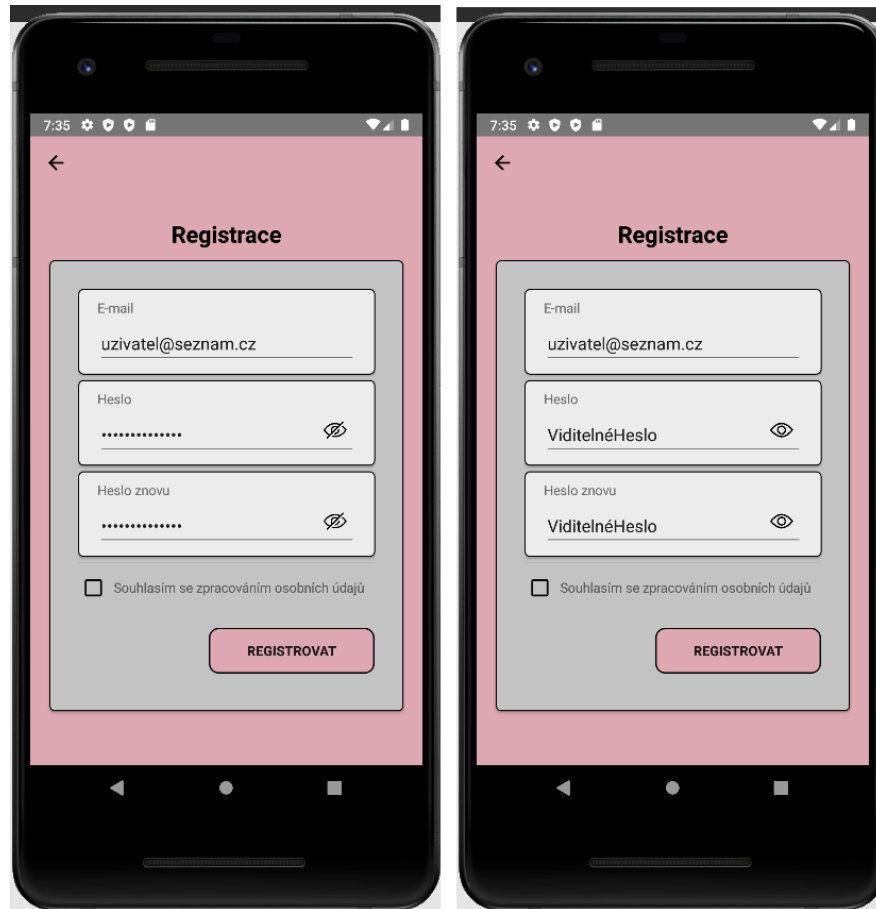 7:35
Registrace
E-mail
uzivatel@seznam.cz
Heslo
••••••••••••••
Heslo znovu
••••••••••••••
Souhlasím se zpracováním osobních údajů
REGISTROVAT
7:35
Registrace
E-mail
uzivatel@seznam.cz
Heslo
ViditelnéHeslo
Heslo znovu
ViditelnéHeslo
Souhlasím se zpracováním osobních údajů
REGISTROVAT